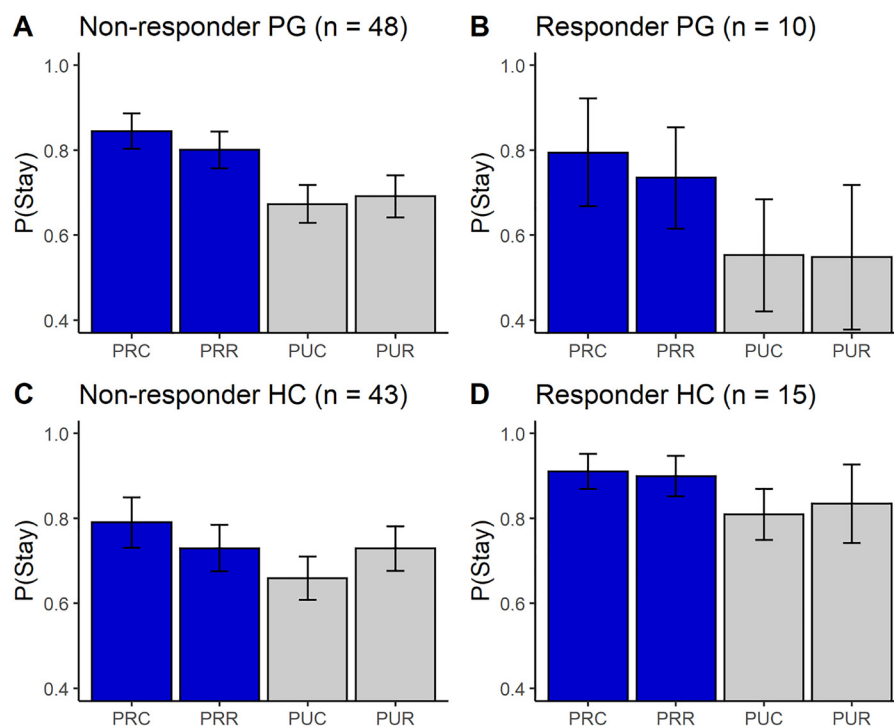 A Non-responder PG (n = 48)
P(Stay)
1.0
0.8
0.6
0.4
PRC PRR PUC PUR
B Responder PG (n = 10)
P(Stay)
1.0
0.8
0.6
0.4
PRC PRR PUC PUR
C Non-responder HC (n = 43)
P(Stay)
1.0
0.8
0.6
0.4
PRC PRR PUC PUR
D Responder HC (n = 15)
P(Stay)
1.0
0.8
0.6
0.4
PRC PRR PUC PUR